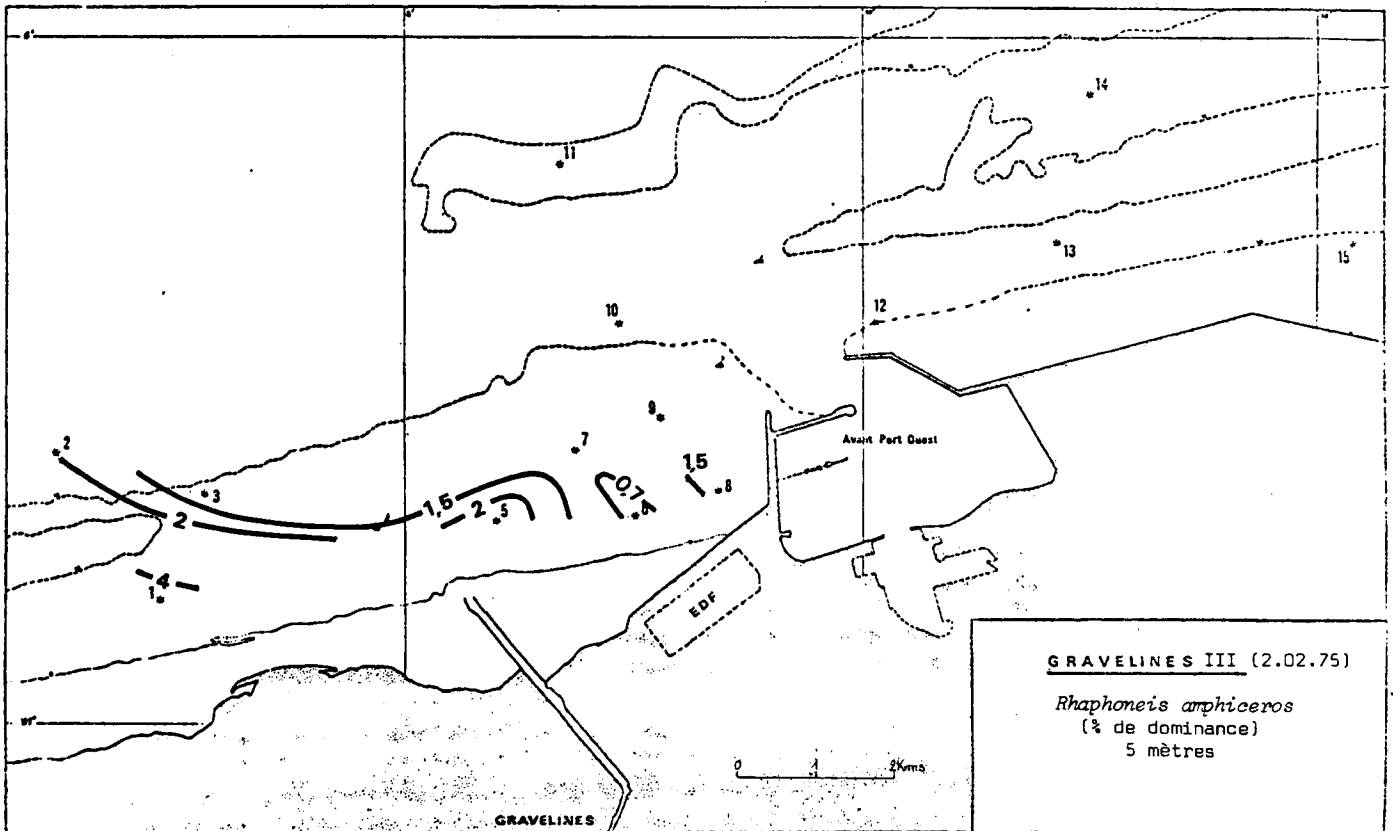 14
11
13
15
12
10
9
2
7
1,5
8
0,7
3
1,5
2
5
2
4
1
Avant Port Ouest
EDF
GRAVELINES III (2.02.75)
Rhaphoneis amphiceros
(% de dominance)
5 mètres
0 1 2Kms
GRAVELINES